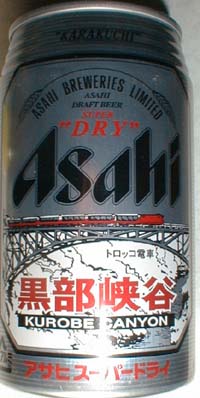 "KARAKUCHI"
ASAHI BREWERIES LIMITED
ASAHI
DRAFT BEER
SUPER
"DRY"
Asahi
トロッコ電車
黒部峡谷
KUROBE CANYON
アサヒスーパードライ